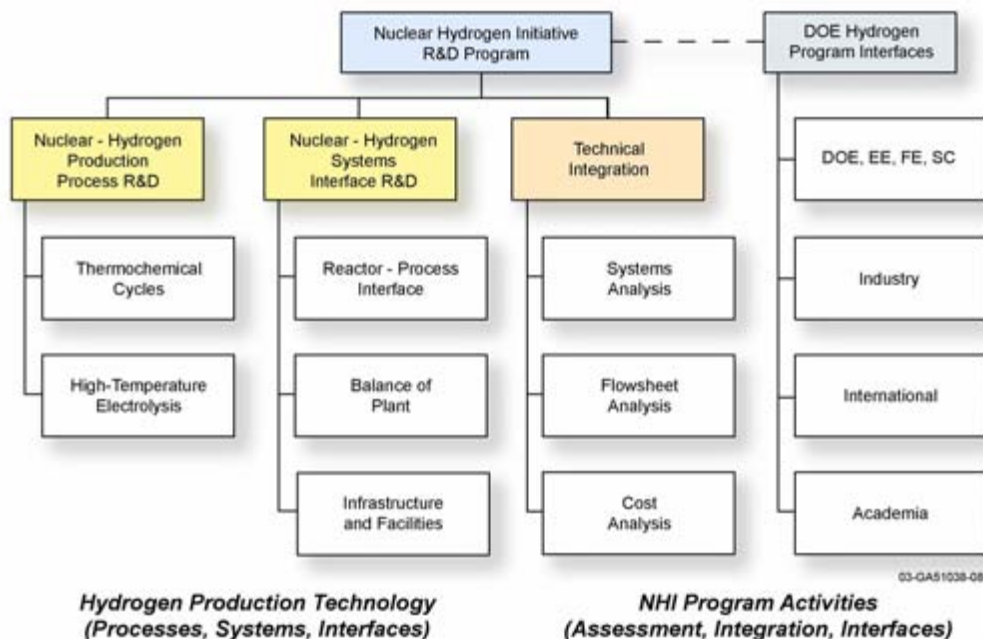 Nuclear Hydrogen Initiative
R&D Program
DOE Hydrogen
Program Interfaces
Nuclear - Hydrogen
Production
Process R&D
Nuclear - Hydrogen
Systems
Interface R&D
Technical
Integration
DOE, EE, FE, SC
Thermochemical
Cycles
Reactor - Process
Interface
Systems
Analysis
Industry
High-Temperature
Electrolysis
Balance of
Plant
Flowsheet
Analysis
International
Infrastructure
and Facilities
Cost
Analysis
Academia
03-GA51038-08
Hydrogen Production Technology
(Processes, Systems, Interfaces)
NHI Program Activities
(Assessment, Integration, Interfaces)